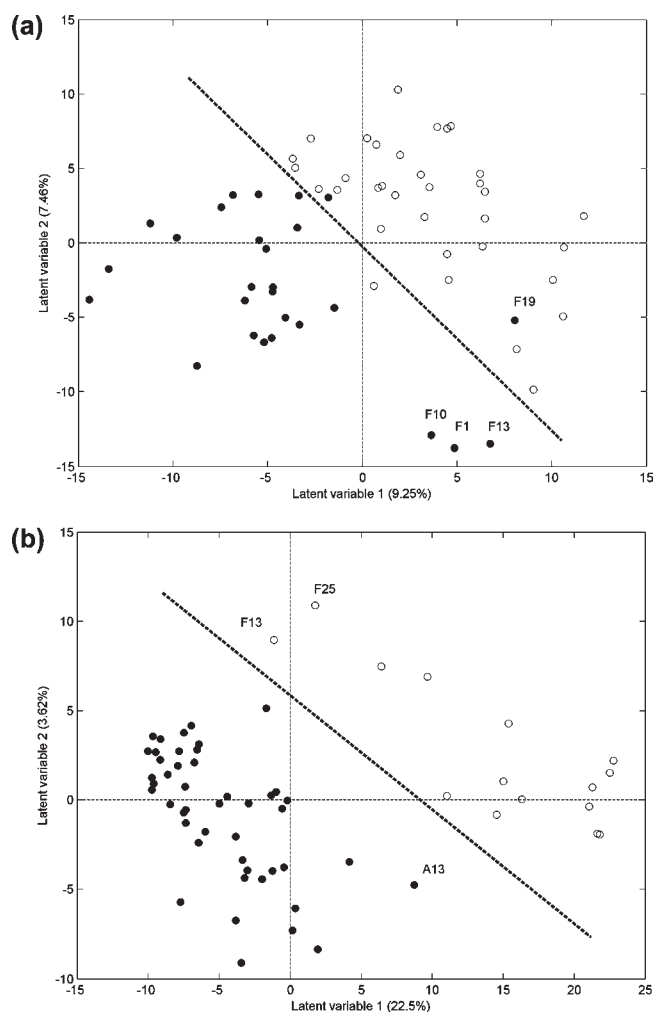 (a)
15
10
5
0
-5
-10
-15
Latent variable 2 (7.46%)
F19
F10
F1
F13
-15
-10
-5
0
5
10
15
Latent variable 1 (9.25%)
(b)
15
10
5
0
-5
-10
Latent variable 2 (3.62%)
F25
F13
A13
-15
-10
-5
0
5
10
15
20
25
Latent variable 1 (22.5%)